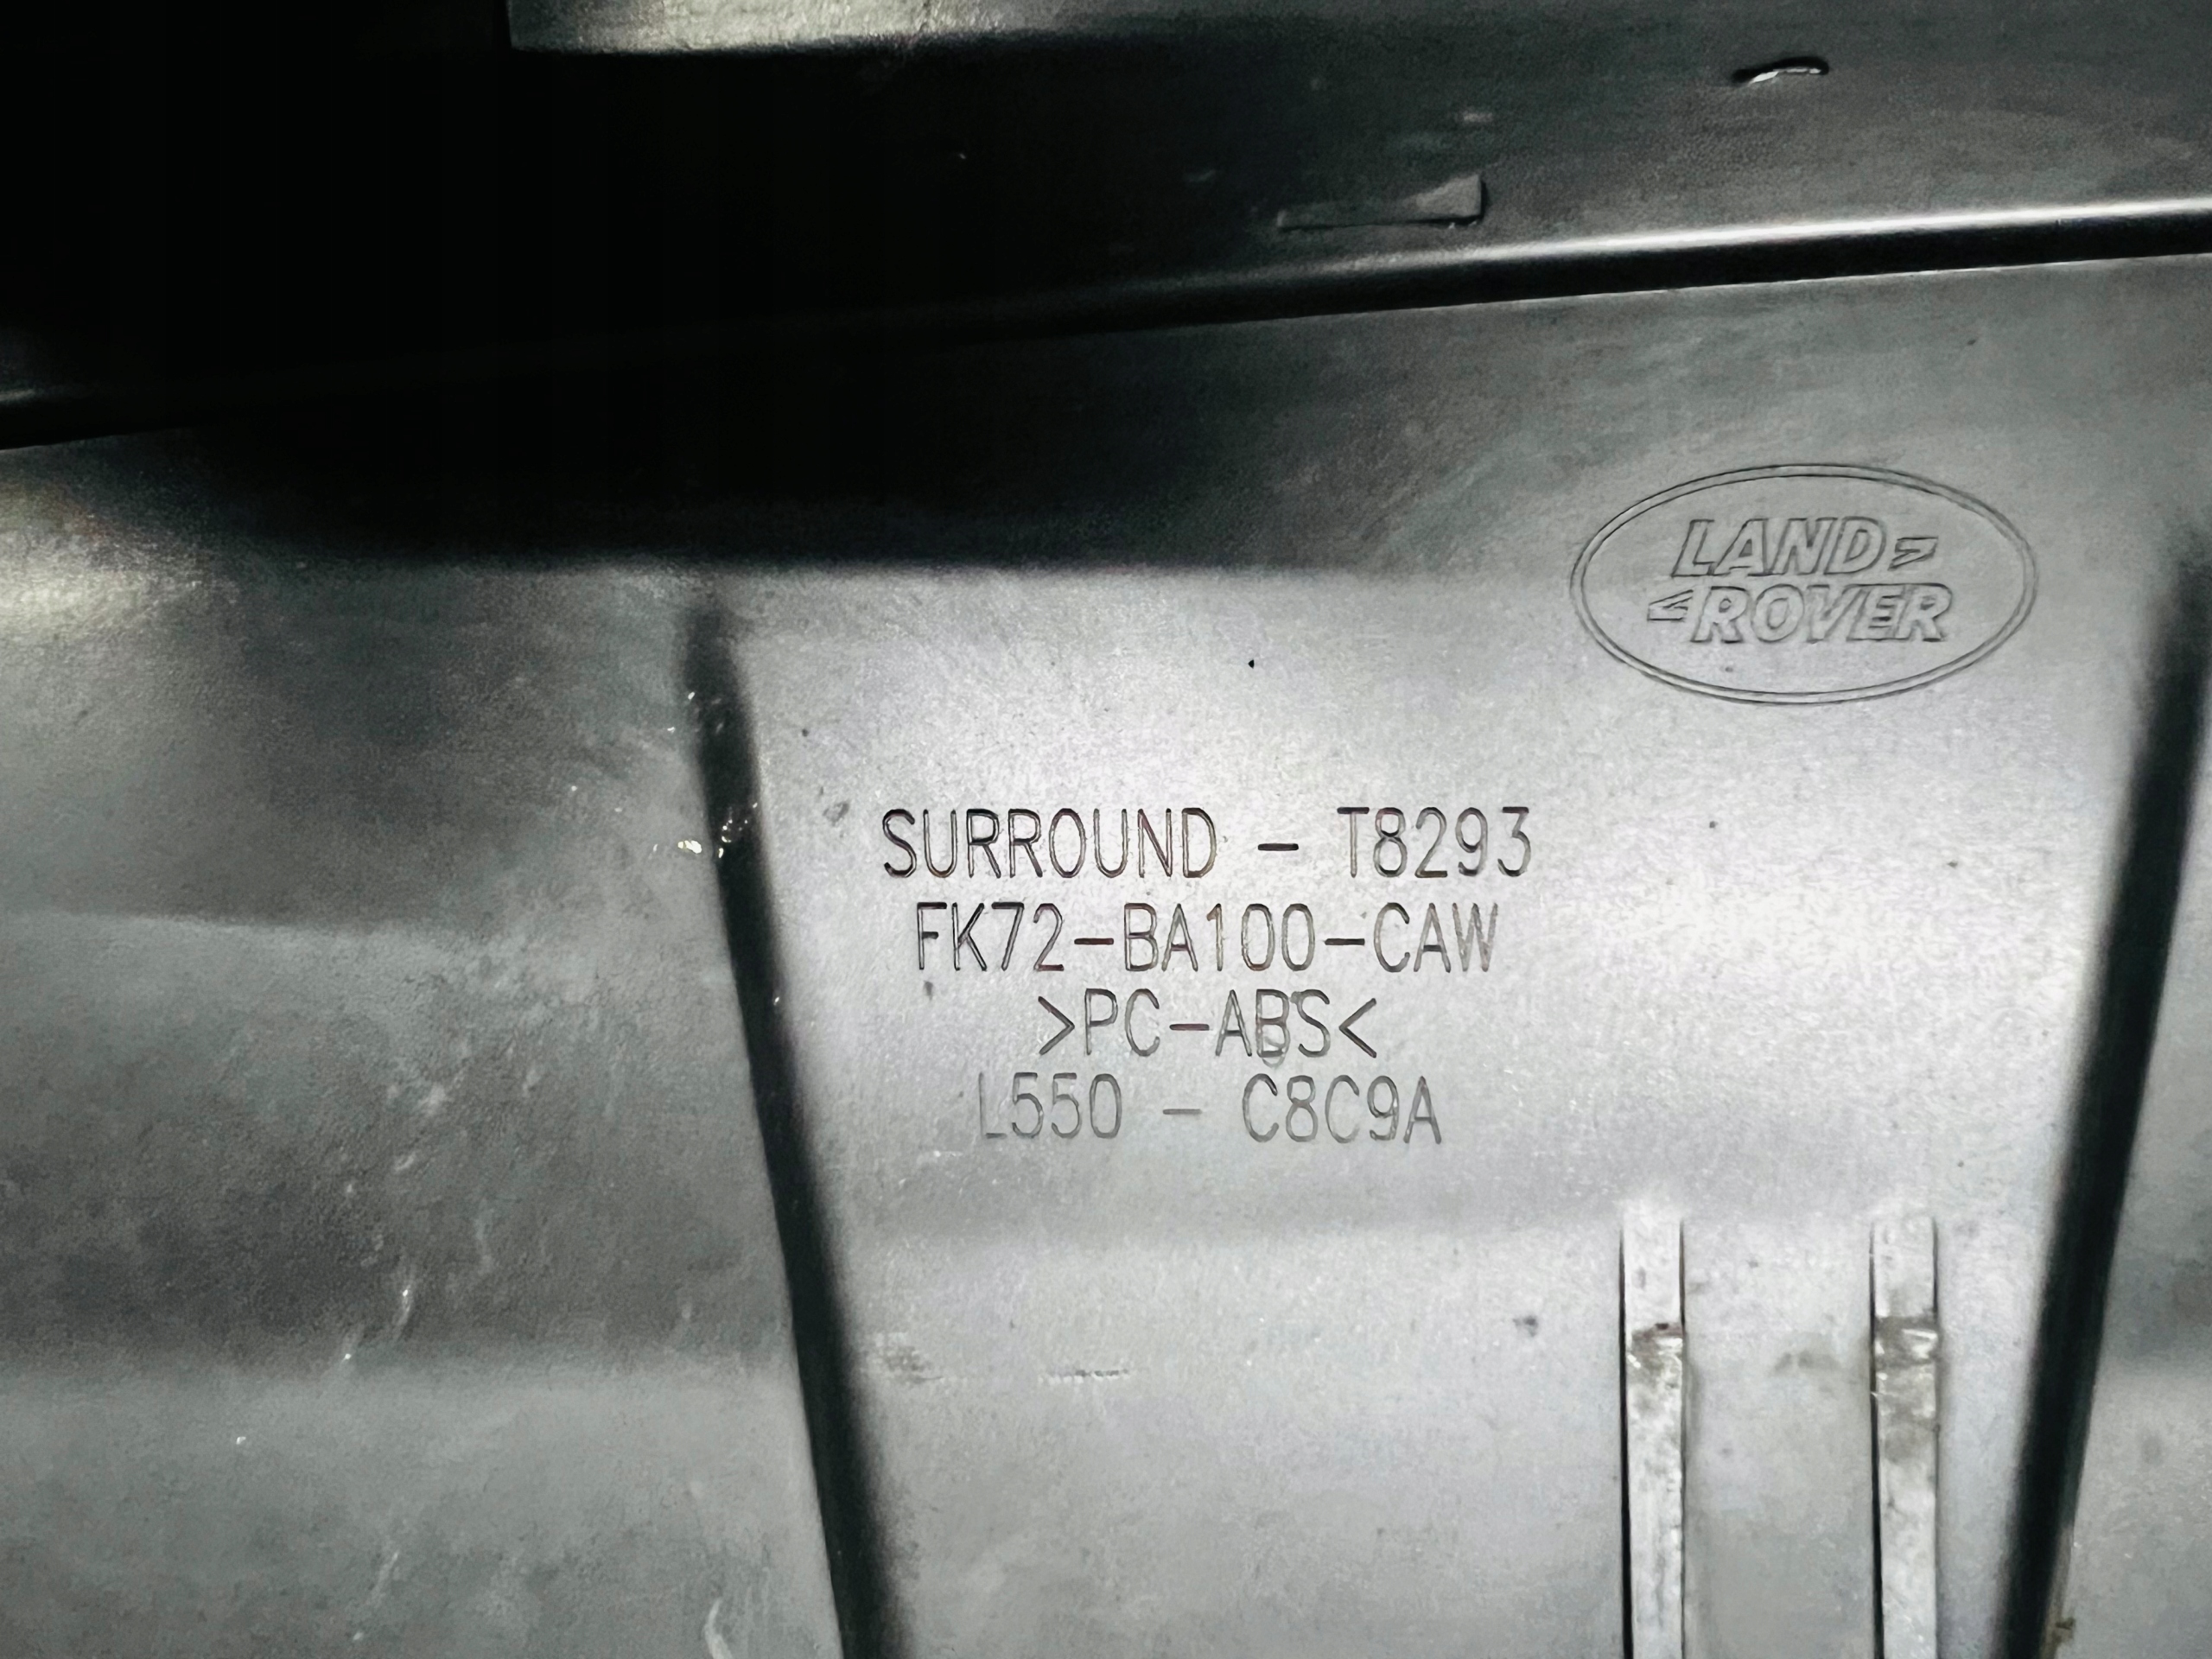 LAND
ROVER
SURROUND - T8293
FK72-BA100-CAW
>PC-ABS<
L550 - C8C9A